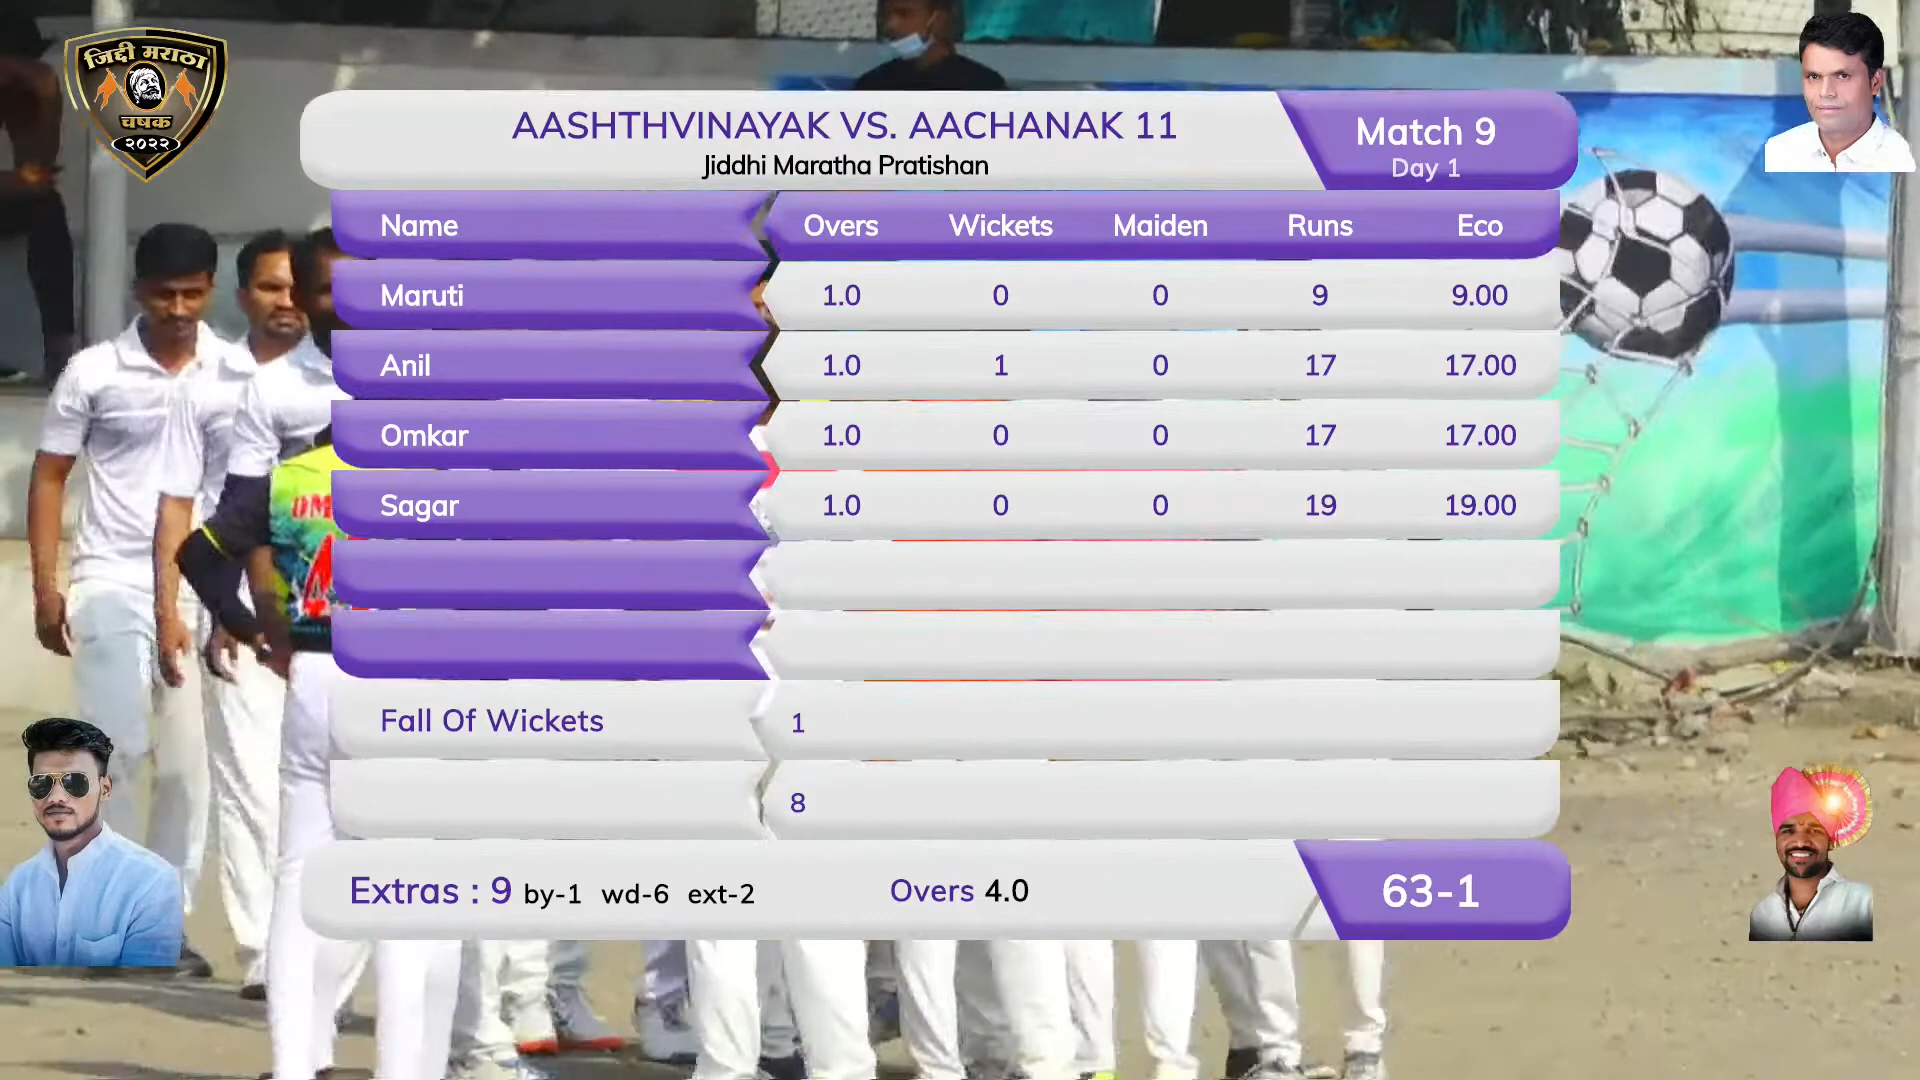 जिद्दी मराठा
चषक
२०२२
AASHTHVINAYAK VS. AACHANAK 11
Jiddhi Maratha Pratishan
Match 9
Day 1
Name Overs Wickets Maiden Runs Eco
Maruti 1.0 0 0 9 9.00
Anil 1.0 1 0 17 17.00
Omkar 1.0 0 0 17 17.00
Sagar 1.0 0 0 19 19.00
OM
Fall Of Wickets 1
8
Extras : 9 by-1 wd-6 ext-2 Overs 4.0 63-1